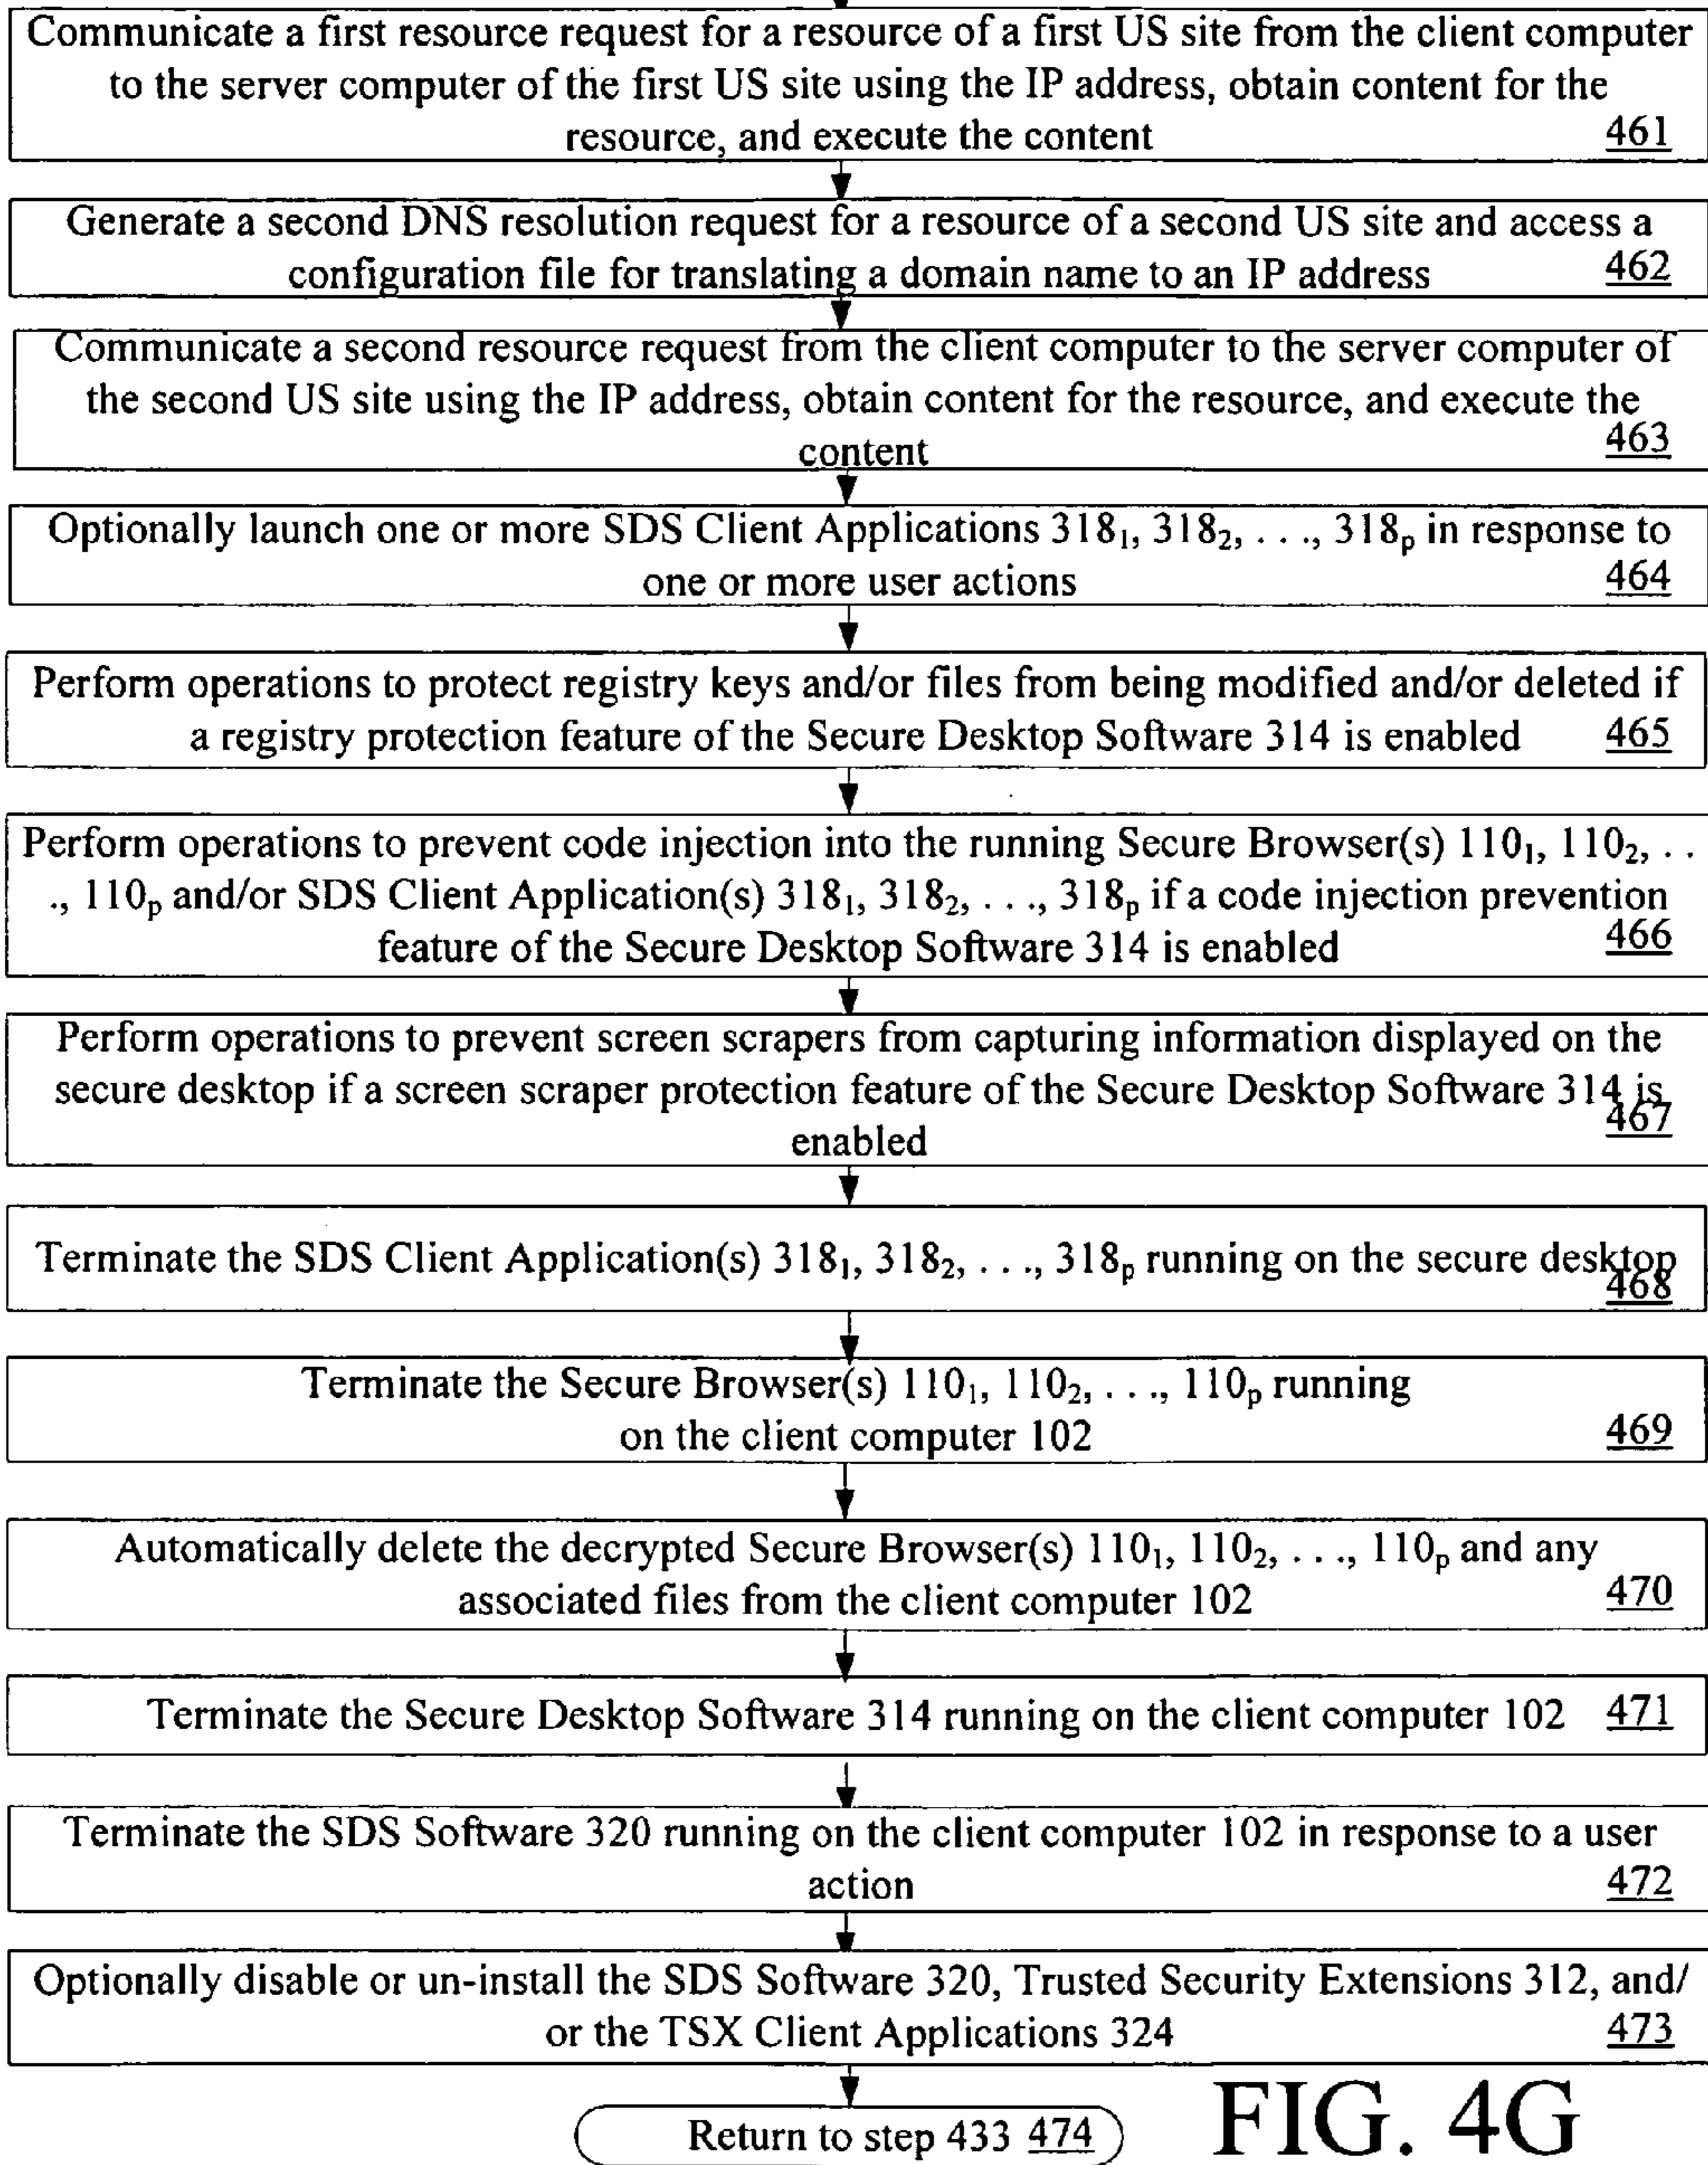 Communicate a first resource request for a resource of a first US site from the client computer
to the server computer of the first US site using the IP address, obtain content for the
resource, and execute the content 461
Generate a second DNS resolution request for a resource of a second US site and access a
configuration file for translating a domain name to an IP address 462
Communicate a second resource request from the client computer to the server computer of
the second US site using the IP address, obtain content for the resource, and execute the
content 463
Optionally launch one or more SDS Client Applications 318₁, 318₂, . . ., 318ₚ in response to
one or more user actions 464
Perform operations to protect registry keys and/or files from being modified and/or deleted if
a registry protection feature of the Secure Desktop Software 314 is enabled 465
Perform operations to prevent code injection into the running Secure Browser(s) 110₁, 110₂, . .
., 110ₚ and/or SDS Client Application(s) 318₁, 318₂, . . ., 318ₚ if a code injection prevention
feature of the Secure Desktop Software 314 is enabled 466
Perform operations to prevent screen scrapers from capturing information displayed on the
secure desktop if a screen scraper protection feature of the Secure Desktop Software 314 is
enabled 467
Terminate the SDS Client Application(s) 318₁, 318₂, . . ., 318ₚ running on the secure desktop
468
Terminate the Secure Browser(s) 110₁, 110₂, . . ., 110ₚ running
on the client computer 102 469
Automatically delete the decrypted Secure Browser(s) 110₁, 110₂, . . ., 110ₚ and any
associated files from the client computer 102 470
Terminate the Secure Desktop Software 314 running on the client computer 102 471
Terminate the SDS Software 320 running on the client computer 102 in response to a user
action 472
Optionally disable or un-install the SDS Software 320, Trusted Security Extensions 312, and/
or the TSX Client Applications 324 473
Return to step 433 474
FIG. 4G